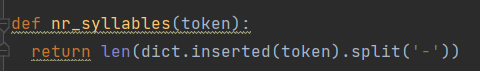 def nr_syllables(token):
return len(dict.inserted(token).split('-'))